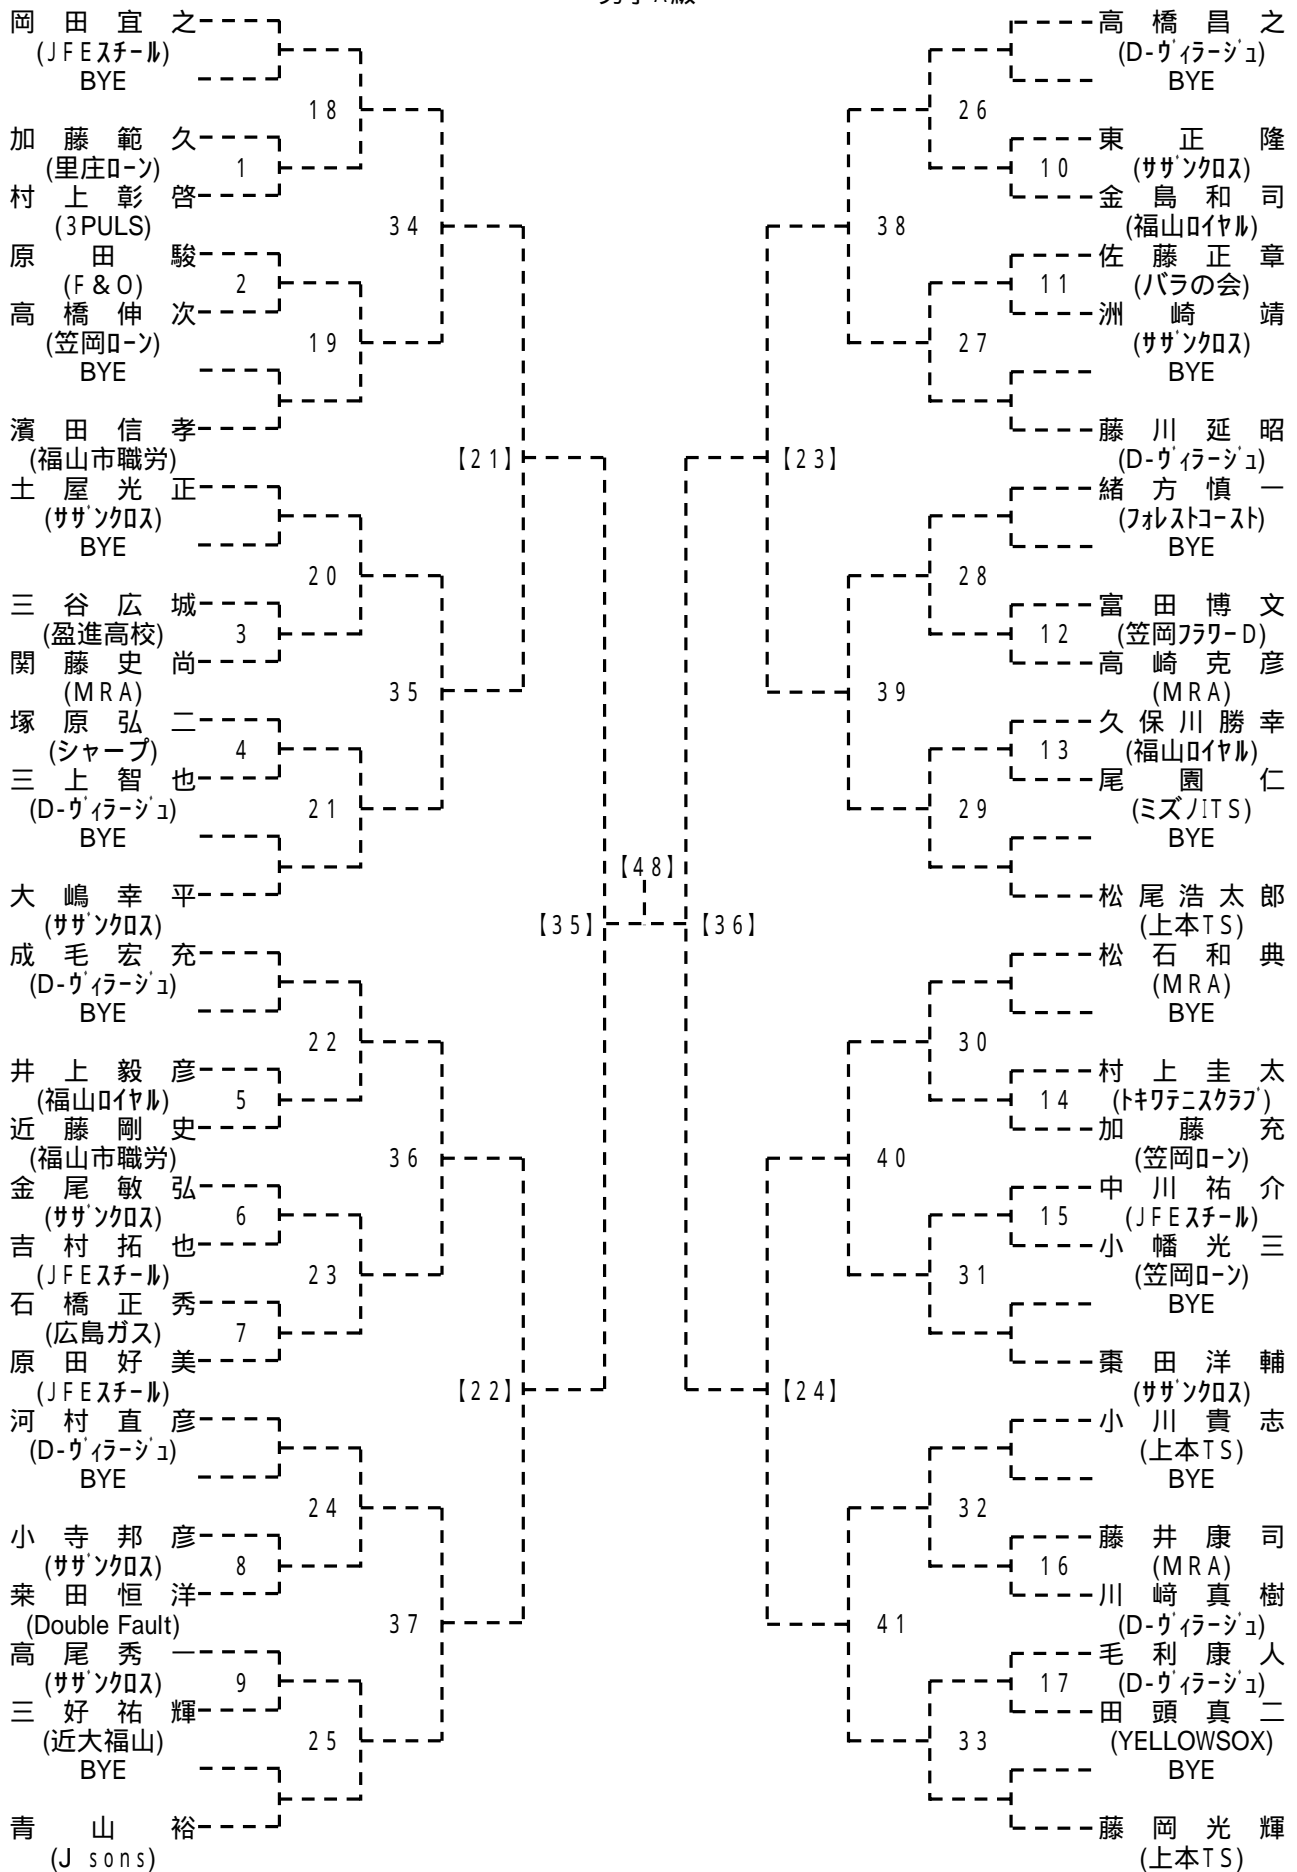 岡田宜之
(JFEスチール)
BYE
18
加藤範久
(里庄ローン)
1
村上彰啓
(3PULS)
34
原田駿
(F&O)
2
高橋伸次
(笠岡ローン)
19
BYE
濱田信孝
(福山市職労)
【21】
土屋光正
(サザンクロス)
BYE
20
三谷広城
(盈進高校)
3
関藤史尚
(MRA)
35
塚原弘二
(シャープ)
4
三上智也
(D-ヴィラージュ)
21
BYE
大嶋幸平
(サザンクロス)
【35】
成毛宏充
(D-ヴィラージュ)
BYE
22
井上毅彦
(福山ロイヤル)
5
近藤剛史
(福山市職労)
36
金尾敏弘
(サザンクロス)
6
吉村拓也
(JFEスチール)
23
石橋正秀
(広島ガス)
7
原田好美
(JFEスチール)
【22】
河村直彦
(D-ヴィラージュ)
BYE
24
小寺邦彦
(サザンクロス)
8
来田恒洋
(Double Fault)
37
高尾秀一
(サザンクロス)
9
三好祐輝
(近大福山)
25
BYE
青山裕
(J sons)
【48】
高橋昌之
(D-ヴィラージュ)
BYE
26
東正隆
(サザンクロス)
10
金島和司
(福山ロイヤル)
38
佐藤正章
(バラの会)
11
洲崎靖
(サザンクロス)
27
BYE
藤川延昭
(D-ヴィラージュ)
【23】
緒方慎一
(フォレストコースト)
BYE
28
富田博文
(笠岡フラワーD)
12
高崎克彦
(MRA)
39
久保川勝幸
(福山ロイヤル)
13
尾園仁
(ミズノITS)
29
BYE
松尾浩太郎
(上本TS)
【36】
松石和典
(MRA)
BYE
30
村上圭太
(トキワテニスクラブ)
14
加藤充
(笠岡ローン)
40
中川祐介
(JFEスチール)
15
小幡光三
(笠岡ローン)
31
BYE
棗田洋輔
(サザンクロス)
【24】
小川貴志
(上本TS)
BYE
32
藤井康司
(MRA)
16
川﨑真樹
(D-ヴィラージュ)
41
毛利康人
(D-ヴィラージュ)
17
田頭真二
(YELLOWSOX)
33
BYE
藤岡光輝
(上本TS)